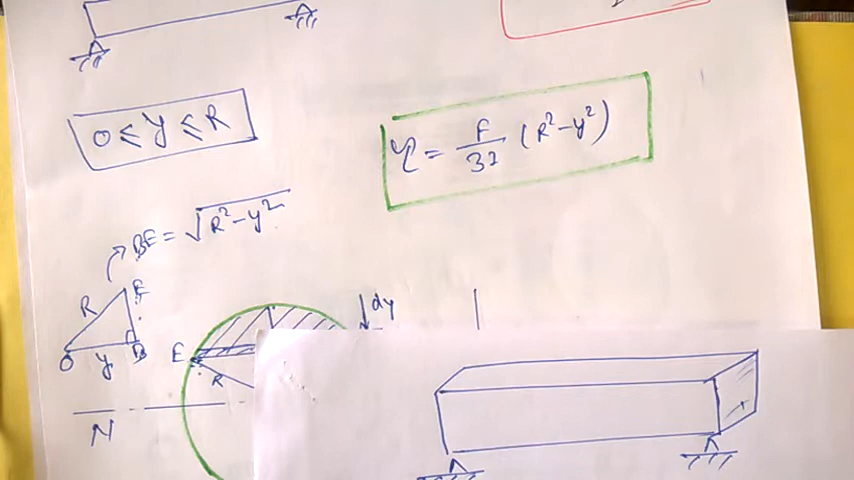 0 ≤ y ≤ R
τ = F/3I (R²-y²)
BE = √R²-y²
R
E
O
y
B
dy
E
R
N